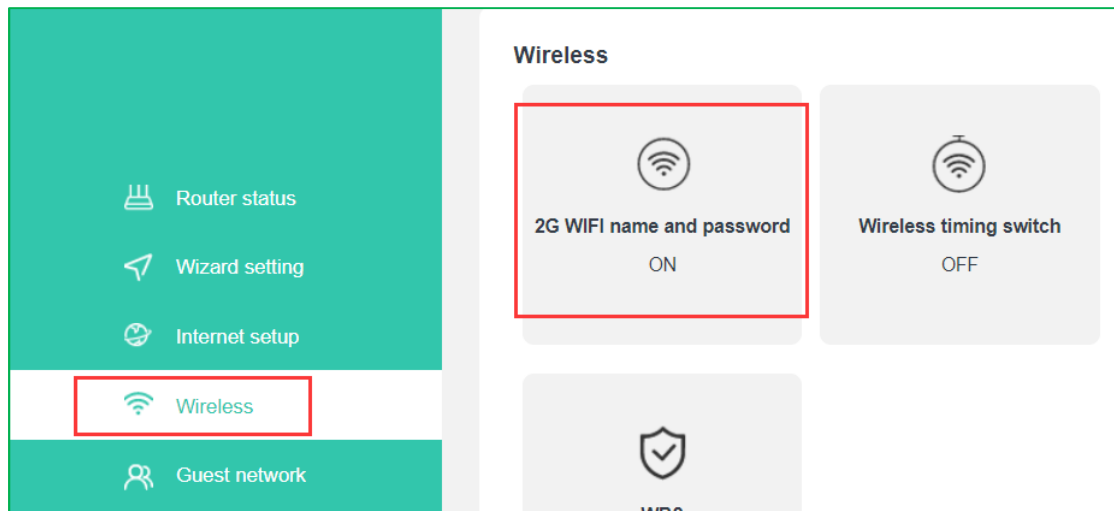 Wireless
2G WIFI name and password
ON
Wireless timing switch
OFF
Router status
Wizard setting
Internet setup
Wireless
Guest network